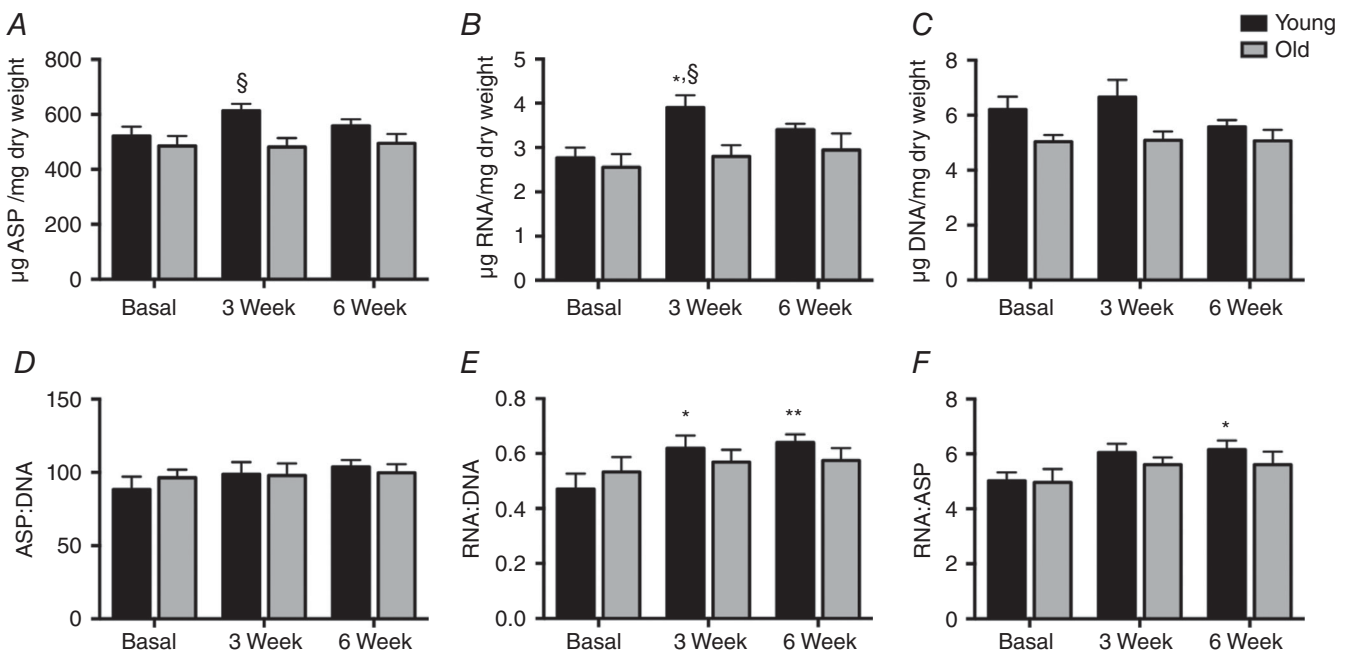 A
µg ASP /mg dry weight
800
600
400
200
0
§
Basal
3 Week
6 Week
B
µg RNA/mg dry weight
5
4
3
2
1
0
*,§
Basal
3 Week
6 Week
C
µg DNA/mg dry weight
8
6
4
2
0
Basal
3 Week
6 Week
Young
Old
D
ASP:DNA
150
100
50
0
Basal
3 Week
6 Week
E
RNA:DNA
0.8
0.6
0.4
0.2
0.0
*
**
Basal
3 Week
6 Week
F
RNA:ASP
8
6
4
2
0
*
Basal
3 Week
6 Week